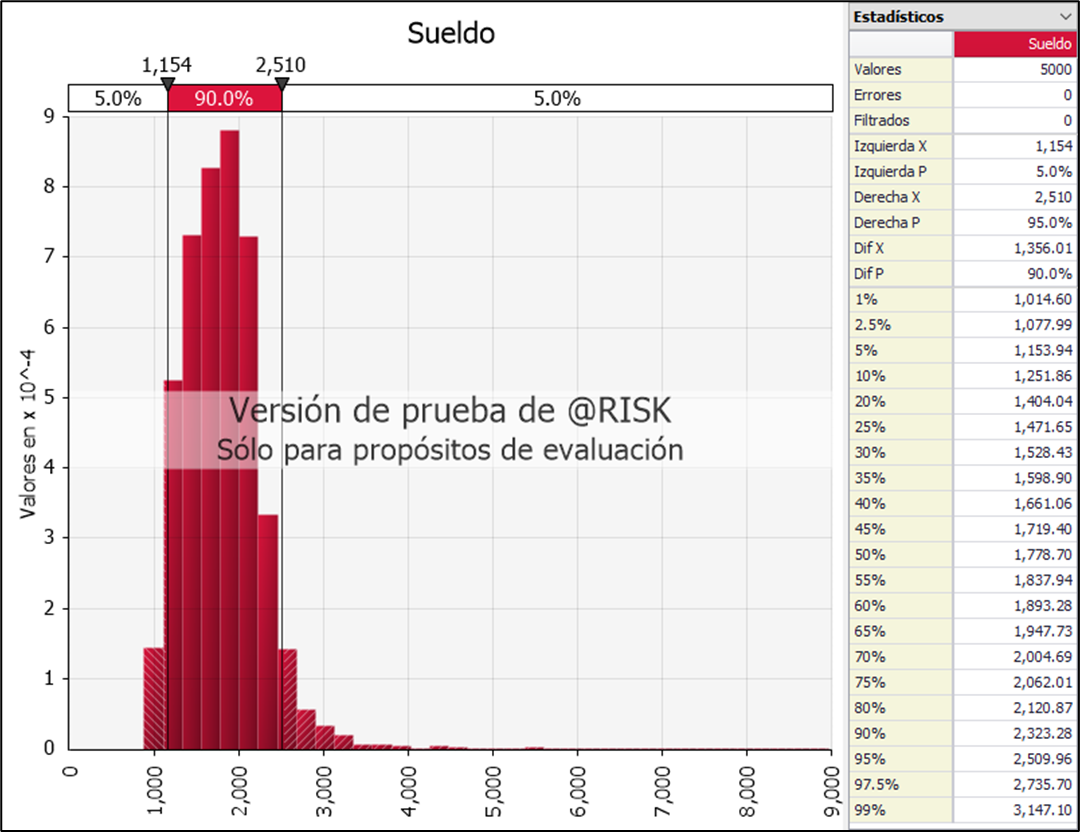 Sueldo
1,154 2,510
5.0% 90.0% 5.0%
9
8
7
6
5
4
3
2
1
0
Valores en x 10^-4
Versión de prueba de @RISK
Sólo para propósitos de evaluación
0 1,000 2,000 3,000 4,000 5,000 6,000 7,000 8,000 9,000
Estadísticos
Sueldo
Valores 5000
Errores 0
Filtrados 0
Izquierda X 1,154
Izquierda P 5.0%
Derecha X 2,510
Derecha P 95.0%
Dif X 1,356.01
Dif P 90.0%
1% 1,014.60
2.5% 1,077.99
5% 1,153.94
10% 1,251.86
20% 1,404.04
25% 1,471.65
30% 1,528.43
35% 1,598.90
40% 1,661.06
45% 1,719.40
50% 1,778.70
55% 1,837.94
60% 1,893.28
65% 1,947.73
70% 2,004.69
75% 2,062.01
80% 2,120.87
90% 2,323.28
95% 2,509.96
97.5% 2,735.70
99% 3,147.10